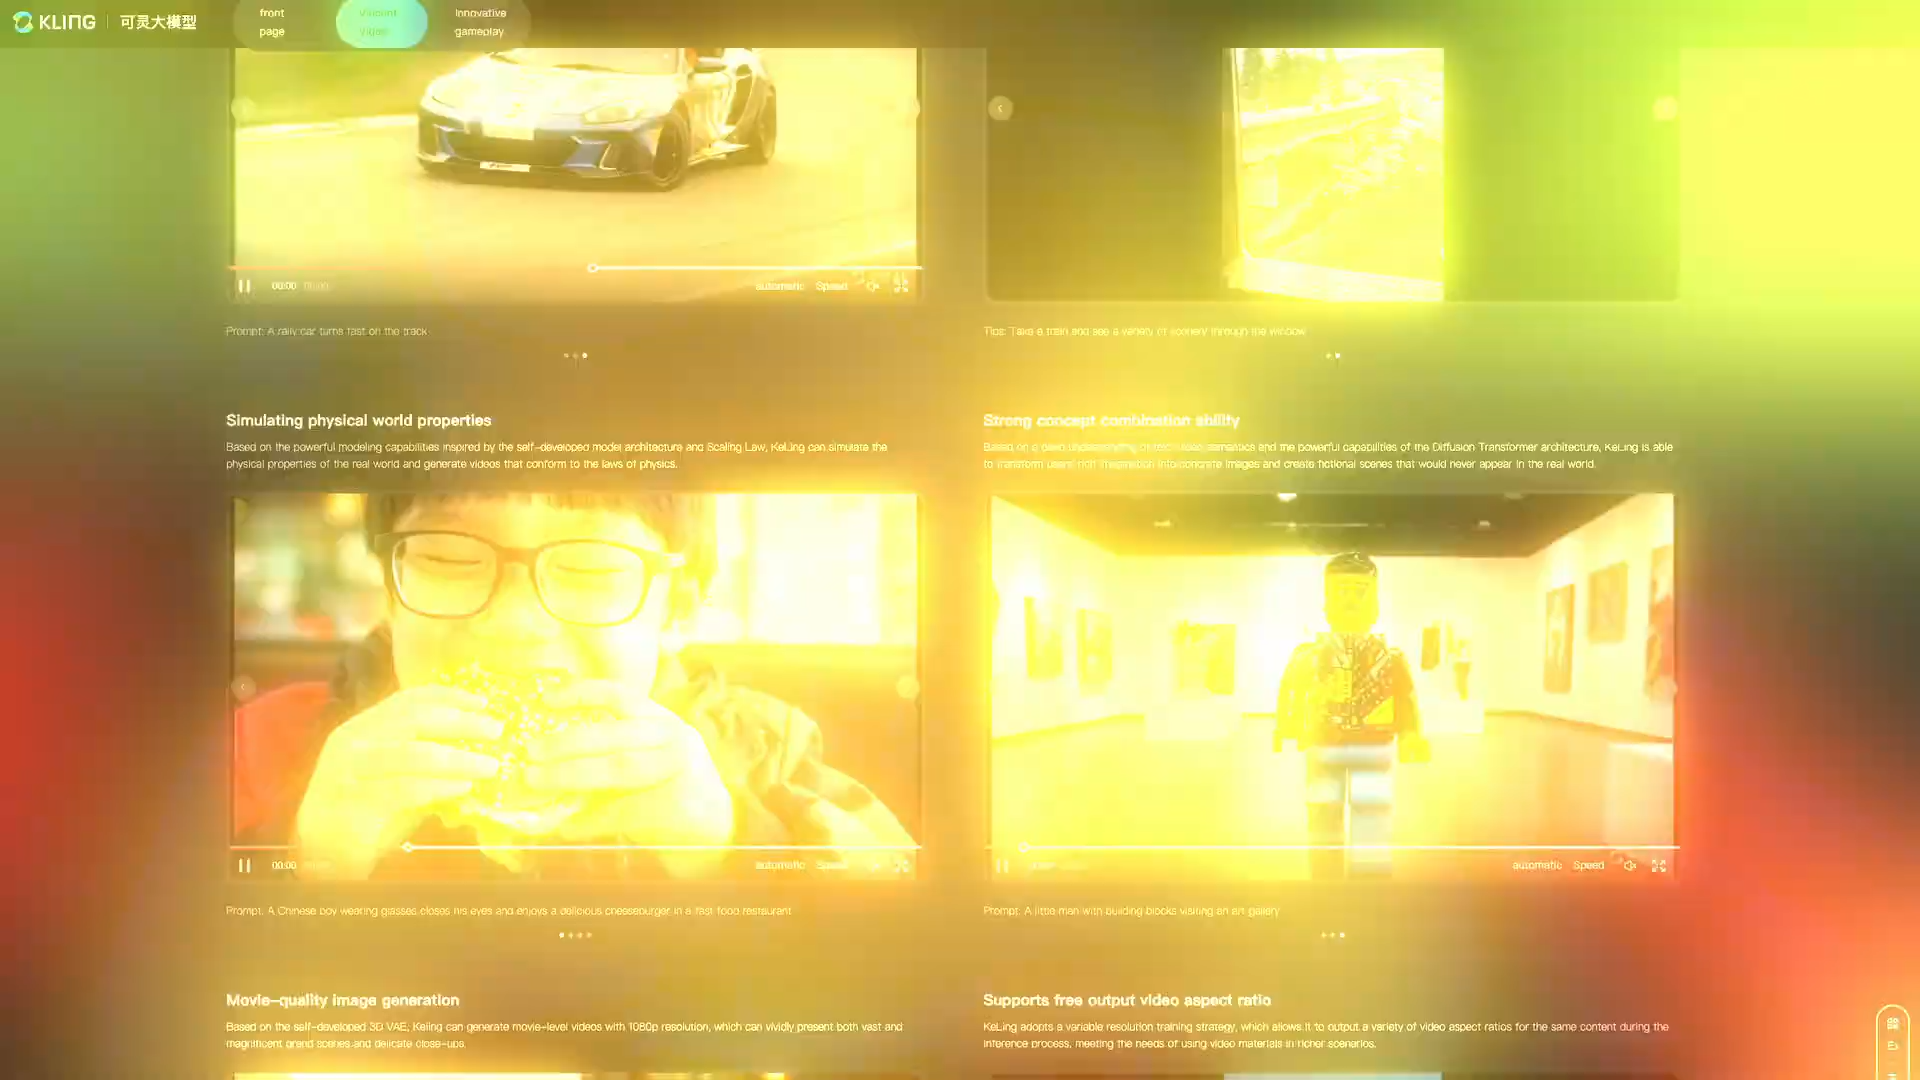 KLING 可灵大模型
front
page
Vincent
Video
Innovative
gameplay
00:00
automatic Speed
Prompt: A rally car turns fast on the track
Tips: Take a train and see a variety of scenery through the window
Simulating physical world properties
Based on the powerful modeling capabilities inspired by the self-developed model architecture and Scaling Law, KeLing can simulate the
physical properties of the real world and generate videos that conform to the laws of physics.
Strong concept combination ability
Based on a deep understanding of text-video semantics and the powerful capabilities of the Diffusion Transformer architecture, KeLing is able
to transform users' rich imagination into concrete images and create fictional scenes that would never appear in the real world.
00:00
automatic Speed
automatic Speed
Prompt: A Chinese boy wearing glasses closes his eyes and enjoys a delicious cheeseburger in a fast food restaurant
Prompt: A little man with building blocks visiting an art gallery
Movie-quality image generation
Based on the self-developed 3D VAE, Keling can generate movie-level videos with 1080p resolution, which can vividly present both vast and
magnificent grand scenes and delicate close-ups.
Supports free output video aspect ratio
KeLing adopts a variable resolution training strategy, which allows it to output a variety of video aspect ratios for the same content during the
inference process, meeting the needs of using video materials in richer scenarios.